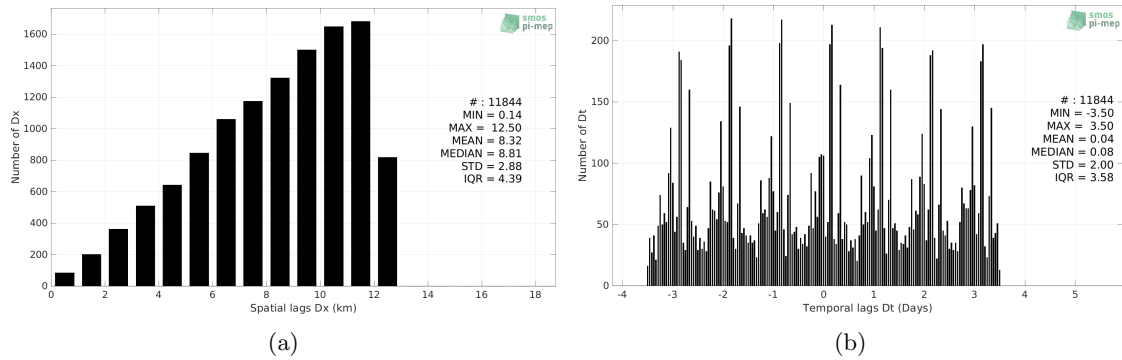 smos
pi-mep
1600
1400
1200
1000
800
600
400
200
0
Number of Dx
# : 11844
MIN = 0.14
MAX = 12.50
MEAN = 8.32
MEDIAN = 8.81
STD = 2.88
IQR = 4.39
0 2 4 6 8 10 12 14 16 18
Spatial lags Dx (km)
(a)
smos
pi-mep
200
150
100
50
0
Number of Dt
# : 11844
MIN = -3.50
MAX = 3.50
MEAN = 0.04
MEDIAN = 0.08
STD = 2.00
IQR = 3.58
-4 -3 -2 -1 0 1 2 3 4 5
Temporal lags Dt (Days)
(b)